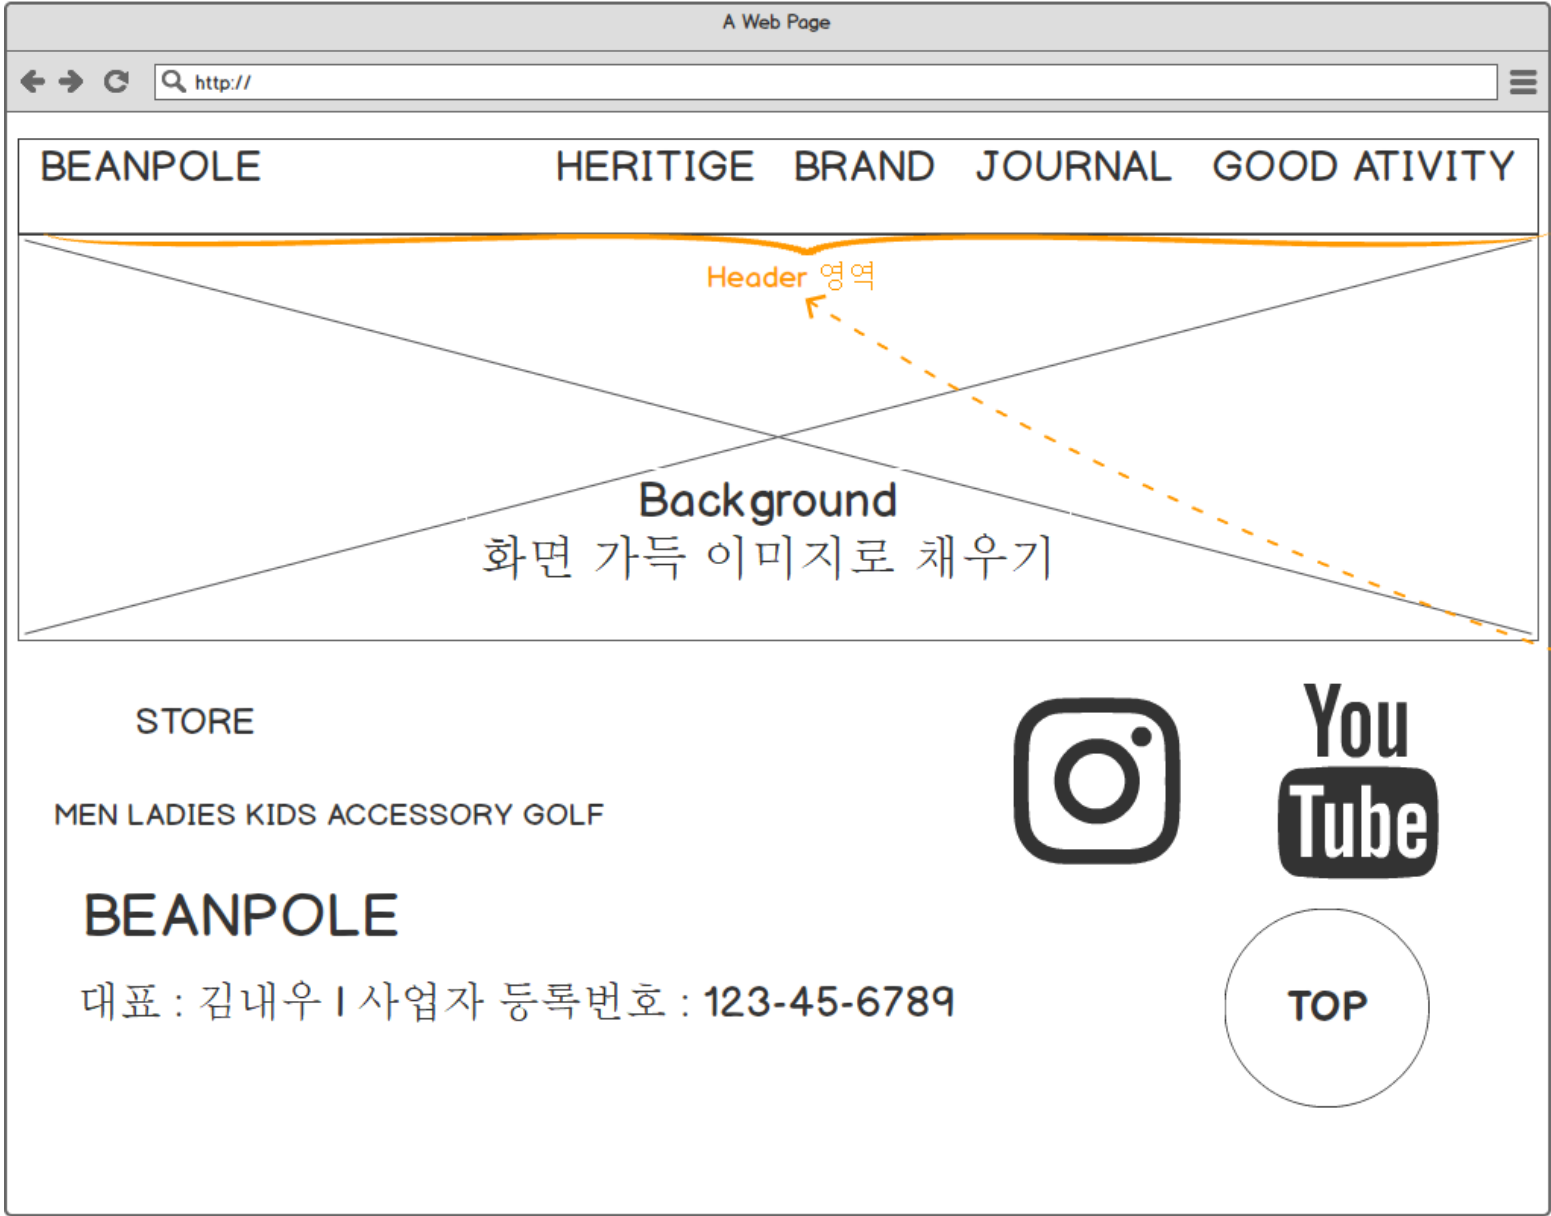 A Web Page
http://
BEANPOLE HERITIGE BRAND JOURNAL GOOD ATIVITY
Header 영역
Background
화면 가득 이미지로 채우기
STORE
You
Tube
MEN LADIES KIDS ACCESSORY GOLF
BEANPOLE
대표 : 김내우 | 사업자 등록번호 : 123-45-6789
TOP